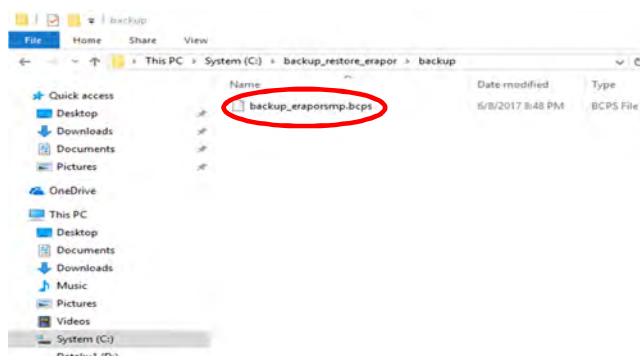 backup
File Home Share View
This PC > System (C:) > backup_restore_erapor > backup
Name Date modified Type
Quick access
backup_eraporsmp.bcps 6/8/2017 8:48 PM BCPS File
Desktop
Downloads
Documents
Pictures
OneDrive
This PC
Desktop
Documents
Downloads
Music
Pictures
Videos
System (C:)